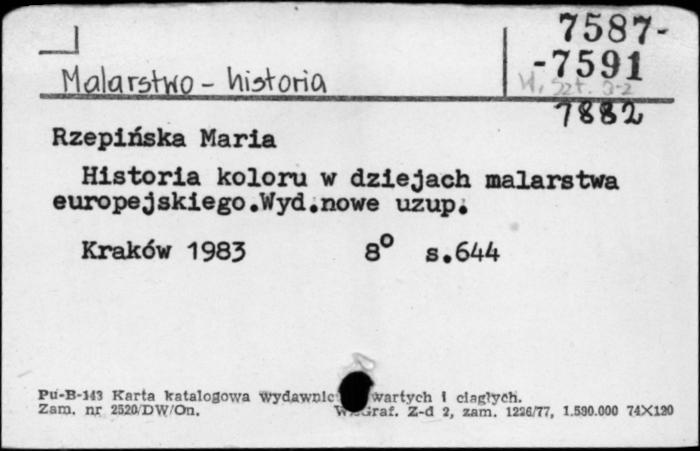 7587-
-7591
Malarstwo - historia
7882
Rzepińska Maria
Historia koloru w dziejach malarstwa
europejskiego.Wyd.nowe uzup.
Kraków 1983 8° s.644
Pu-B-143 Karta katalogowa wydawnic wartych i ciągłych.
Zam. nr 2520/DW/On. Graf. Z-d 2, zam. 1226/77, 1.590.000 74X120